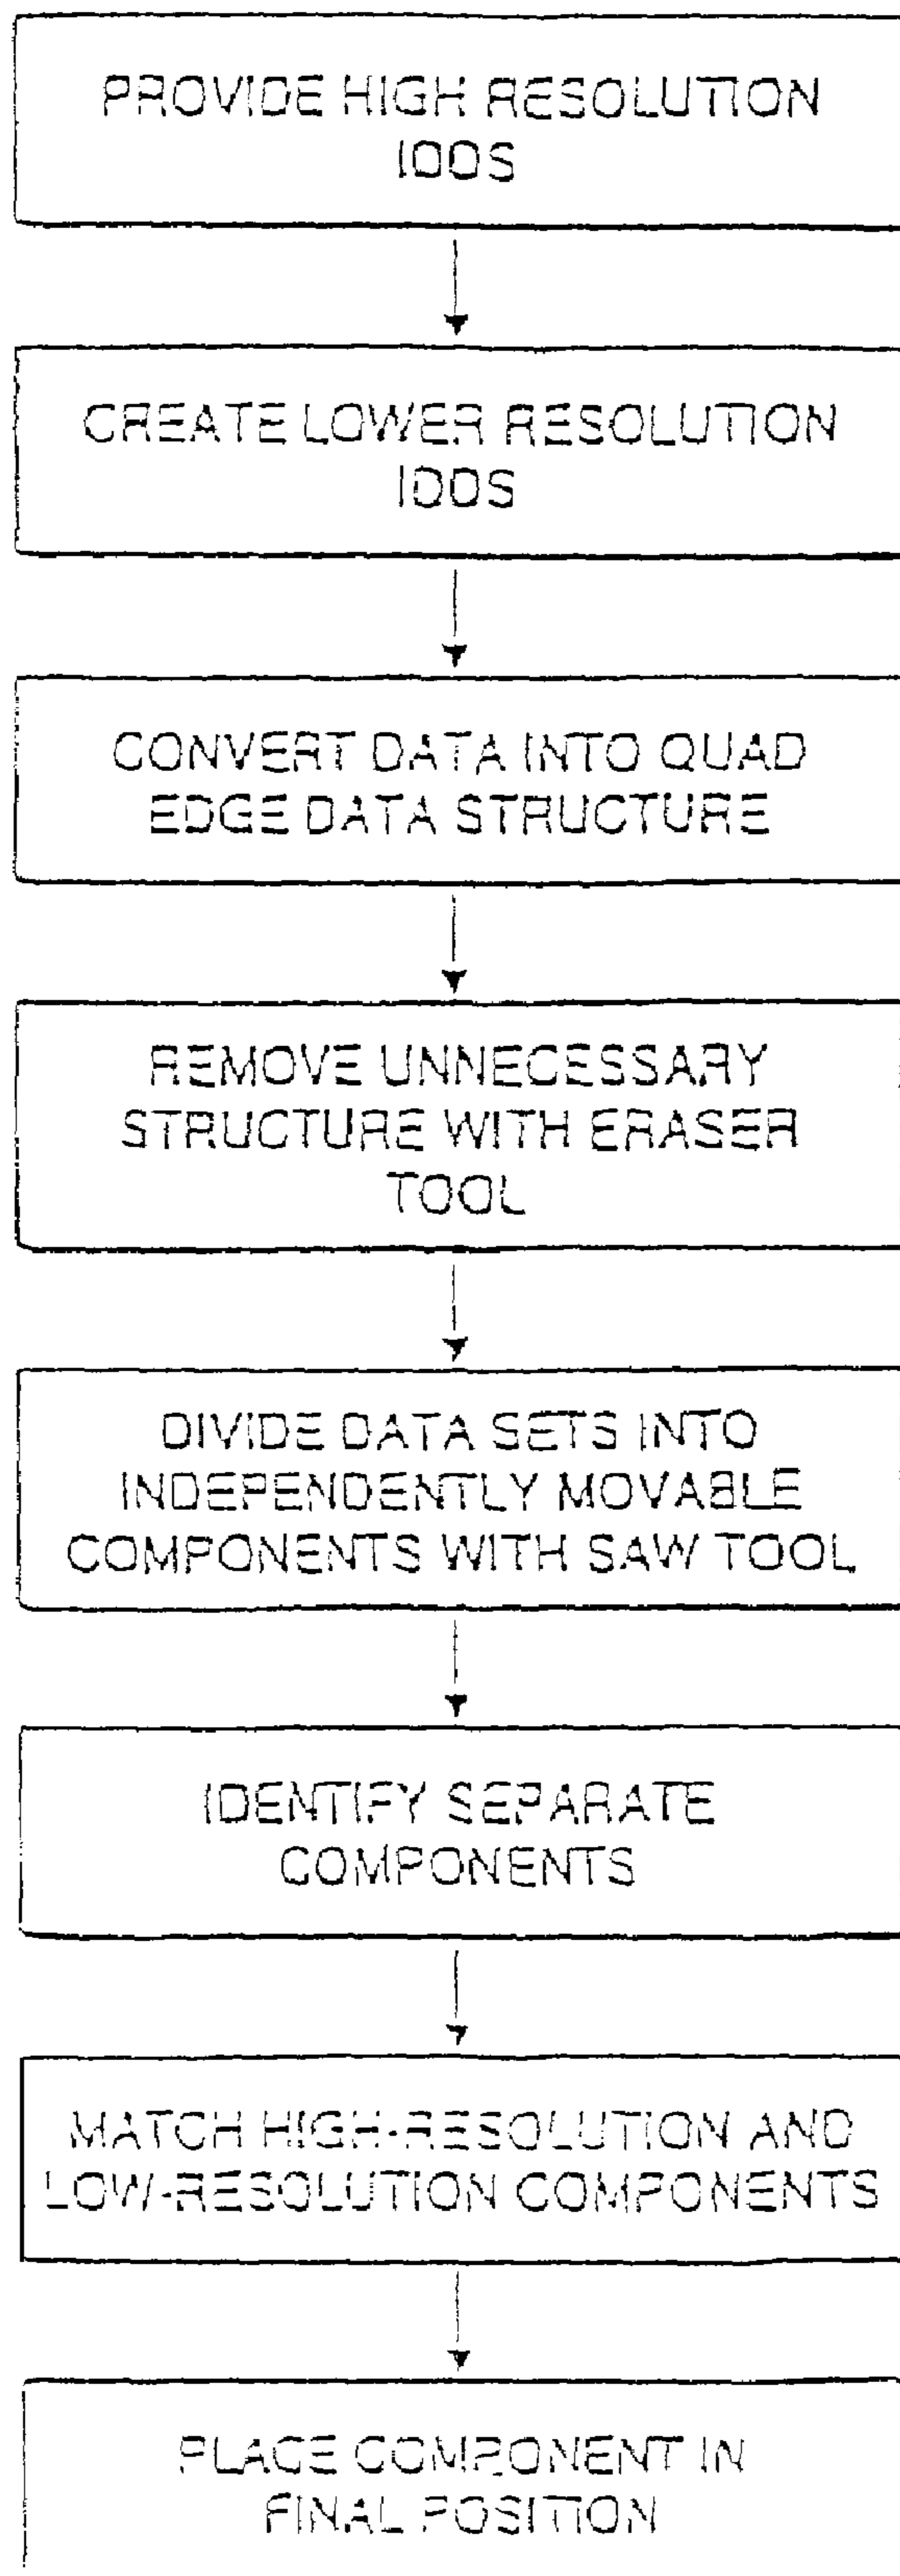 PROVIDE HIGH RESOLUTION
IDDS
CREATE LOWER RESOLUTION
IDDS
CONVERT DATA INTO QUAD
EDGE DATA STRUCTURE
REMOVE UNNECESSARY
STRUCTURE WITH ERASER
TOOL
DIVIDE DATA SETS INTO
INDEPENDENTLY MOVABLE
COMPONENTS WITH SAW TOOL
IDENTIFY SEPARATE
COMPONENTS
MATCH HIGH-RESOLUTION AND
LOW-RESOLUTION COMPONENTS
PLACE COMPONENT IN
FINAL POSITION